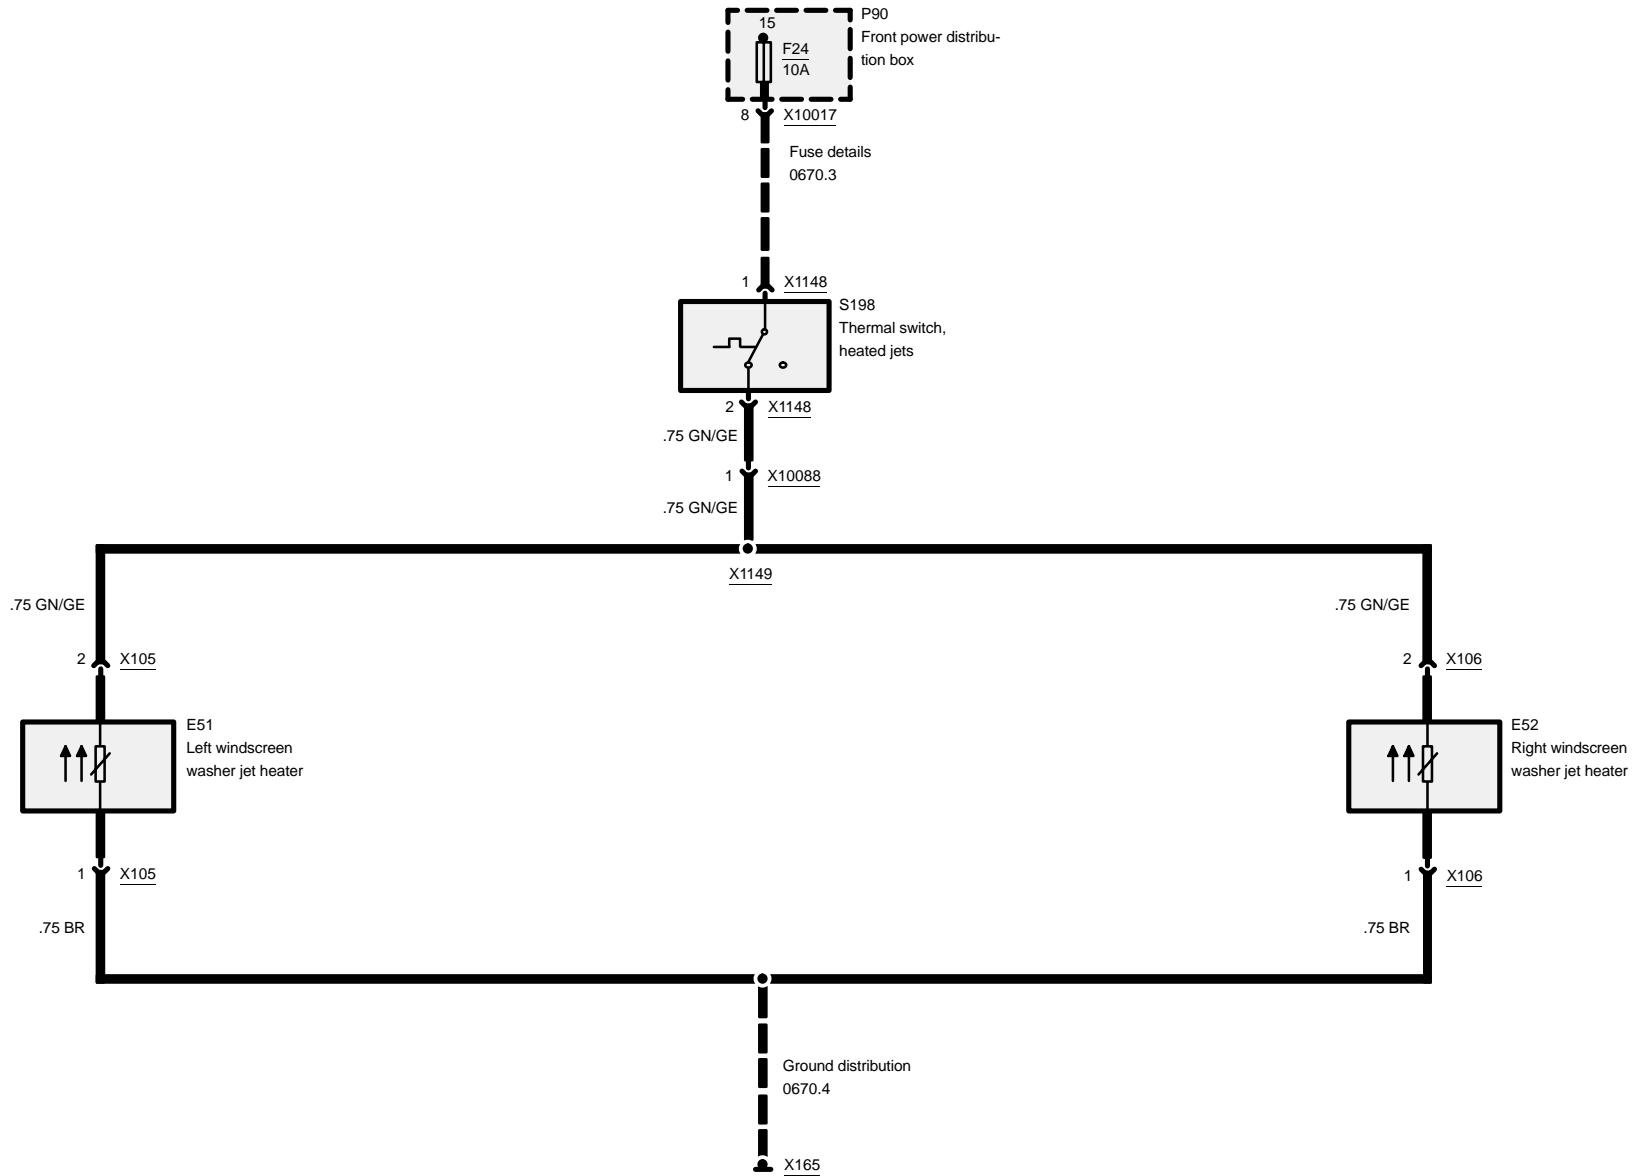 15
F24
10A
P90
Front power distribu-
tion box
8 X10017
Fuse details
0670.3
1 X1148
S198
Thermal switch,
heated jets
2 X1148
.75 GN/GE
1 X10088
.75 GN/GE
X1149
.75 GN/GE
.75 GN/GE
2 X105
2 X106
E51
Left windscreen
washer jet heater
E52
Right windscreen
washer jet heater
1 X105
1 X106
.75 BR
.75 BR
Ground distribution
0670.4
X165